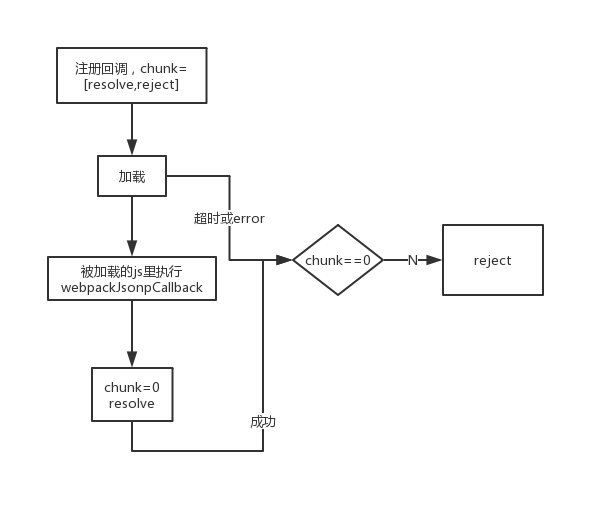 注册回调，chunk=
[resolve,reject]
加载
超时或error
chunk==0
N
reject
被加载的js里执行
webpackJsonpCallback
chunk=0
resolve
成功